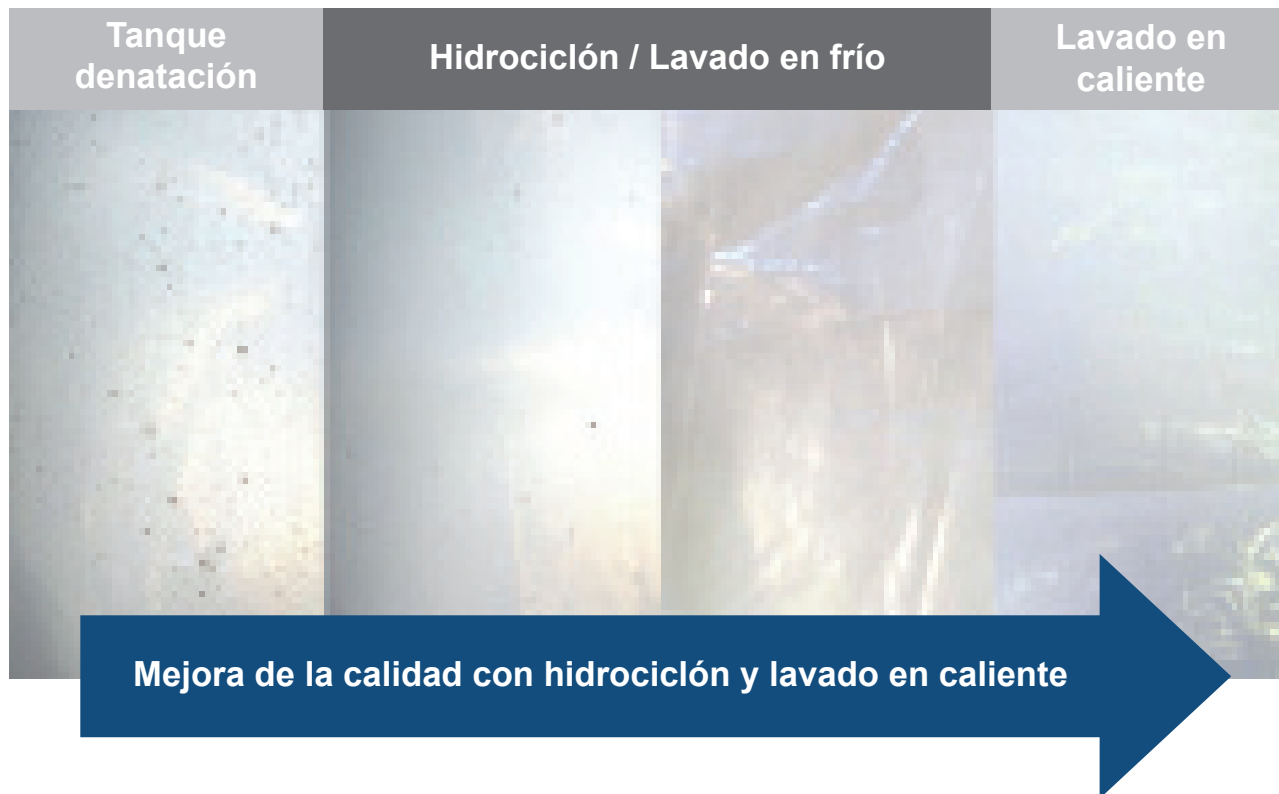 Tanque
denatación
Hidrociclón / Lavado en frío
Lavado en
caliente
Mejora de la calidad con hidrociclón y lavado en caliente